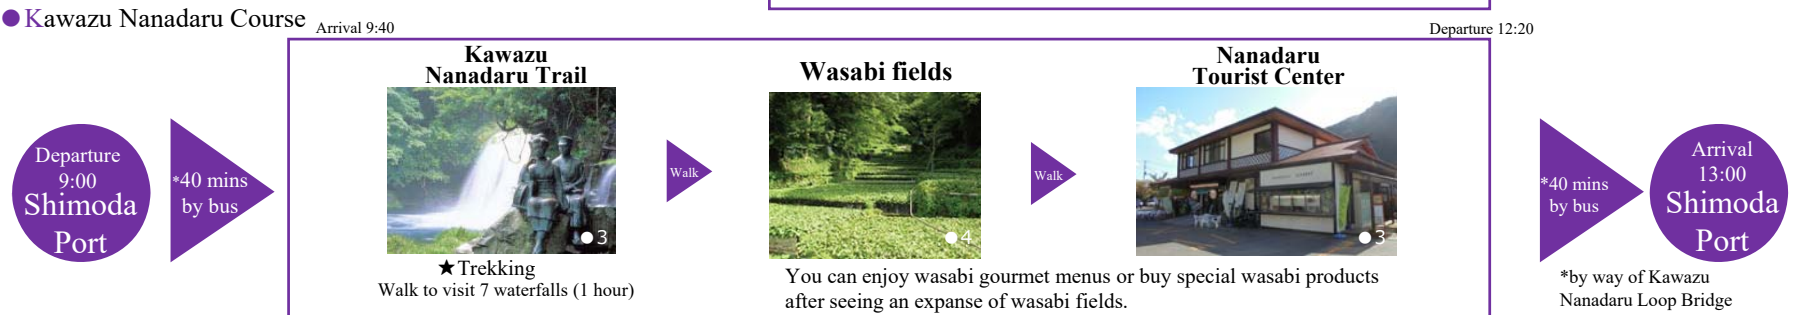 ●Kawazu Nanadaru Course
Arrival 9:40
Departure 12:20
Departure
9:00
Shimoda
Port
*40 mins
by bus
Kawazu
Nanadaru Trail
●3
★Trekking
Walk to visit 7 waterfalls (1 hour)
Walk
Wasabi fields
●4
Walk
Nanadaru
Tourist Center
●3
You can enjoy wasabi gourmet menus or buy special wasabi products
after seeing an expanse of wasabi fields.
*40 mins
by bus
Arrival
13:00
Shimoda
Port
*by way of Kawazu
Nanadaru Loop Bridge